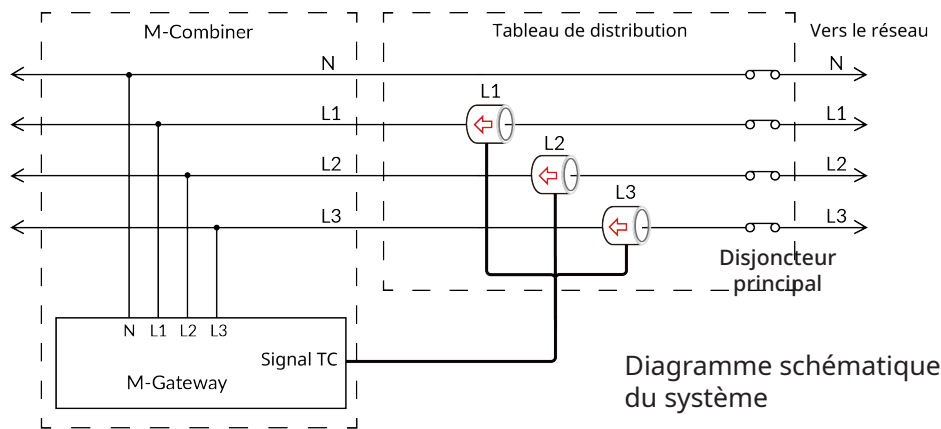 M-Combiner
Tableau de distribution
Vers le réseau
N
N
L1
L1
L1
L2
L2
L2
L3
L3
L3
Disjoncteur
principal
N L1 L2 L3
Signal TC
M-Gateway
Diagramme schématique
du système